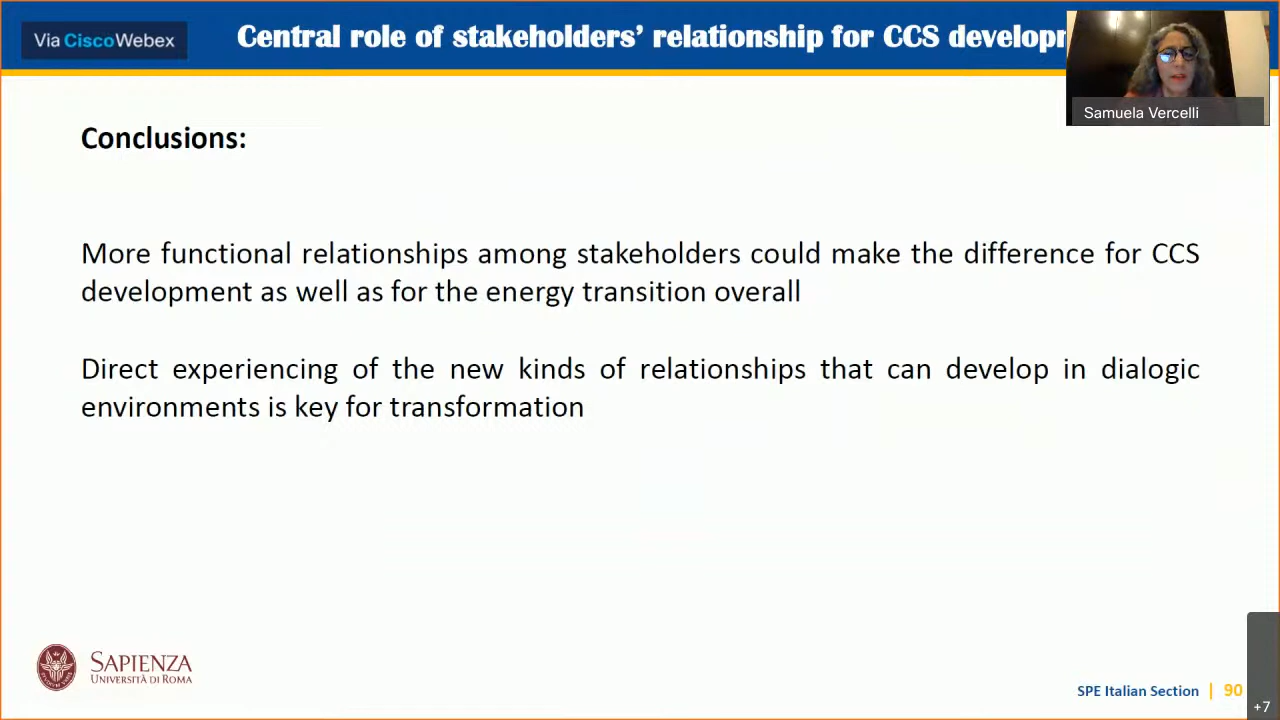 Via Cisco Webex
Central role of stakeholders’ relationship for CCS
Samuela Vercelli
Conclusions:
More functional relationships among stakeholders could make the difference for CCS
development as well as for the energy transition overall
Direct experiencing of the new kinds of relationships that can develop in dialogic
environments is key for transformation
SAPIENZA
UNIVERSITÀ DI ROMA
SPE Italian Section | 90
+7